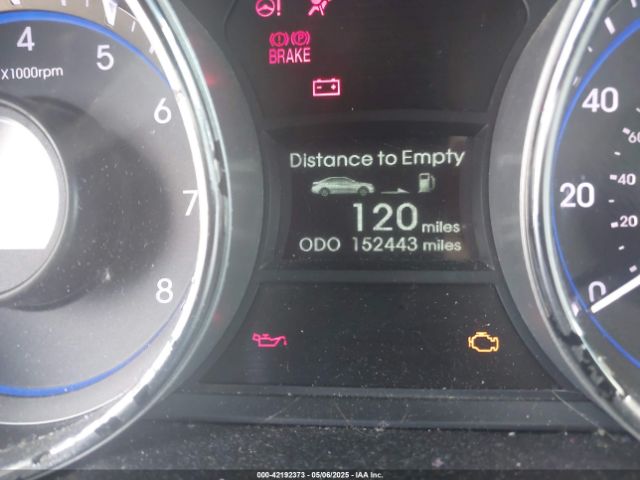 4
5
X1000rpm
6
7
8
!
(!) (P)
BRAKE
- +
Distance to Empty
120 miles
ODO 152443 miles
40
60
40
20
20
0
000-42192373 - 05/06/2025 - IAA Inc.